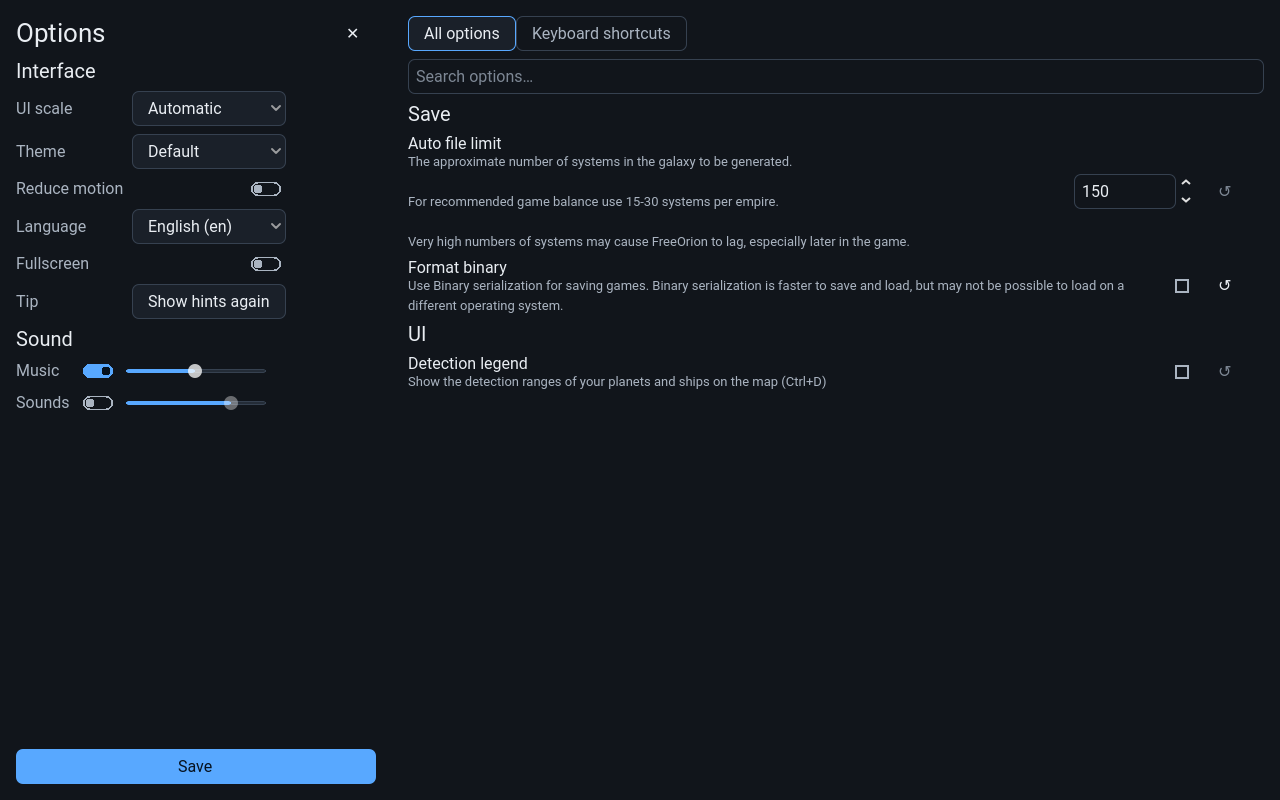 Options
✕
Interface
UI scale
Automatic
Theme
Default
Reduce motion
Language
English (en)
Fullscreen
Tip
Show hints again
Sound
Music
Sounds
Save
All options
Keyboard shortcuts
Search options…
Save
Auto file limit
The approximate number of systems in the galaxy to be generated.
For recommended game balance use 15-30 systems per empire.
Very high numbers of systems may cause FreeOrion to lag, especially later in the game.
150
↺
Format binary
Use Binary serialization for saving games. Binary serialization is faster to save and load, but may not be possible to load on a
different operating system.
↺
UI
Detection legend
Show the detection ranges of your planets and ships on the map (Ctrl+D)
↺